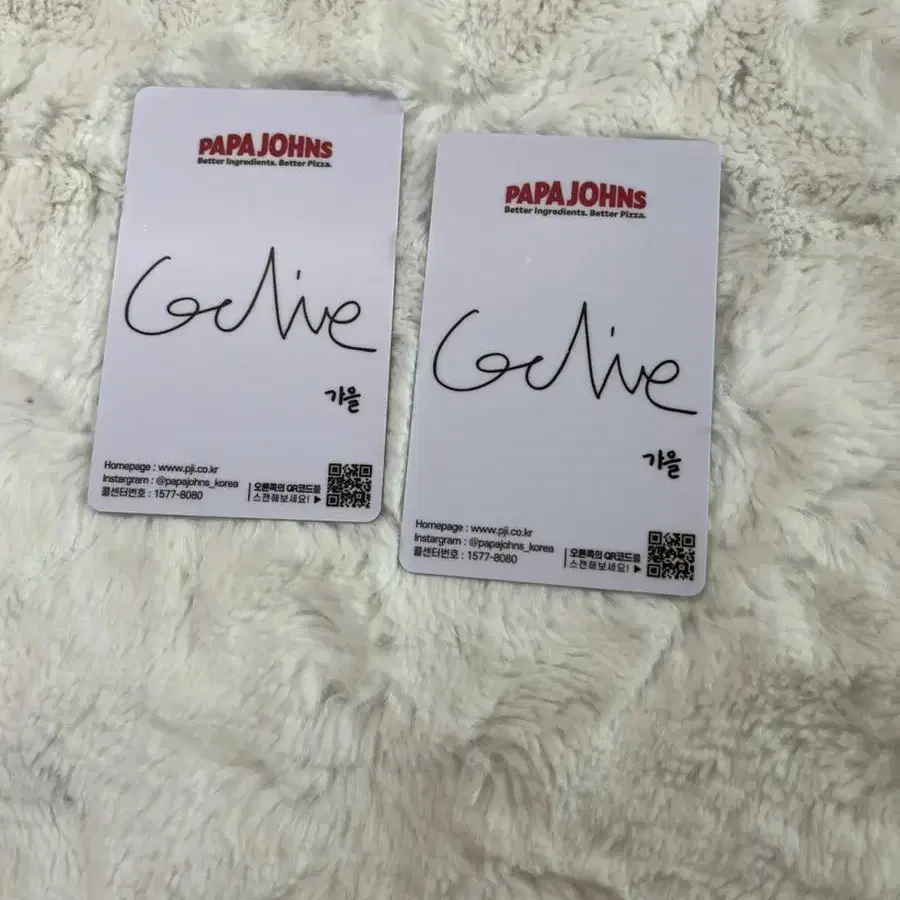 PAPA JOHNS
Better Ingredients. Better Pizza.
가을
Homepage : www.pji.co.kr
Instargram : @papajohns_korea
콜센터번호 : 1577-8080
오른쪽의 QR코드를
스캔해보세요! ▶
PAPA JOHNS
Better Ingredients. Better Pizza.
가을
Homepage : www.pji.co.kr
Instargram : @papajohns_korea
콜센터번호 : 1577-8080
오른쪽의 QR코드를
스캔해보세요! ▶